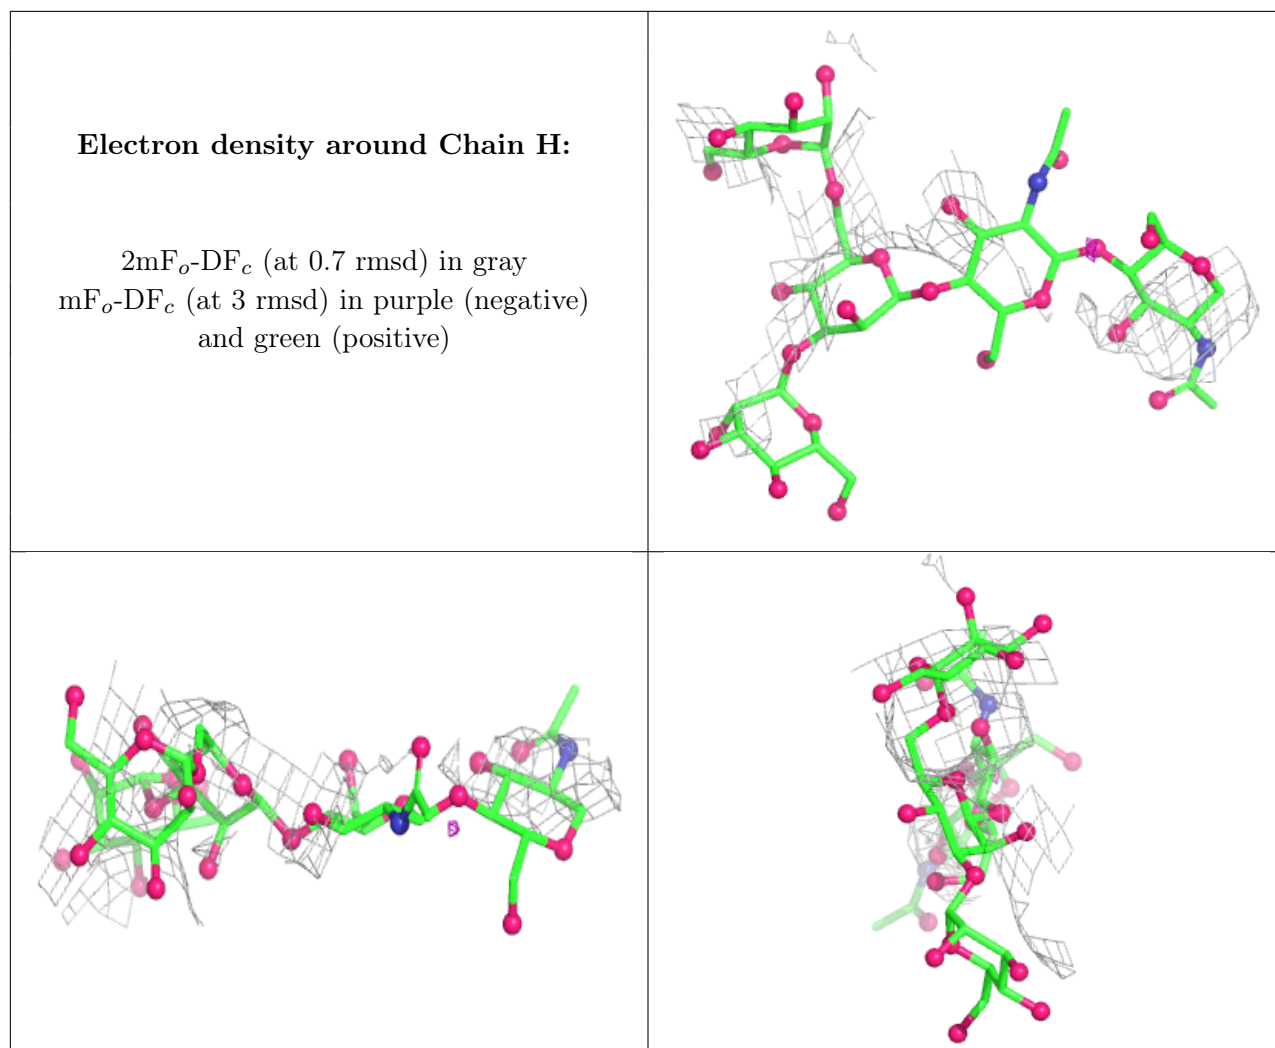 Electron density around Chain H:
2mFₒ-DF𝑐 (at 0.7 rmsd) in gray
mFₒ-DF𝑐 (at 3 rmsd) in purple (negative)
and green (positive)